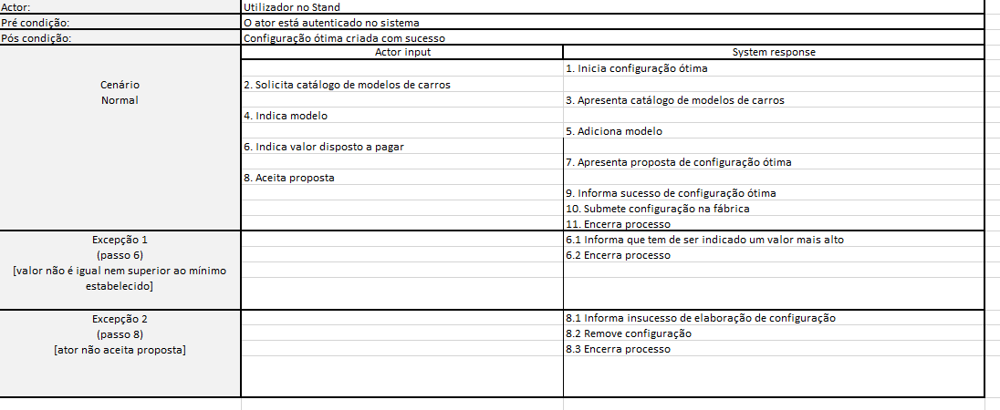 Actor: Utilizador no Stand
Pré condição: O ator está autenticado no sistema
Pós condição: Configuração ótima criada com sucesso
Actor input System response
1. Inicia configuração ótima
Cenário 2. Solicita catálogo de modelos de carros
Normal 3. Apresenta catálogo de modelos de carros
4. Indica modelo
5. Adiciona modelo
6. Indica valor disposto a pagar
7. Apresenta proposta de configuração ótima
8. Aceita proposta
9. Informa sucesso de configuração ótima
10. Submete configuração na fábrica
11. Encerra processo
Excepção 1 6.1 Informa que tem de ser indicado um valor mais alto
(passo 6) 6.2 Encerra processo
[valor não é igual nem superior ao mínimo
estabelecido]
Excepção 2 8.1 Informa insucesso de elaboração de configuração
(passo 8) 8.2 Remove configuração
[ator não aceita proposta] 8.3 Encerra processo